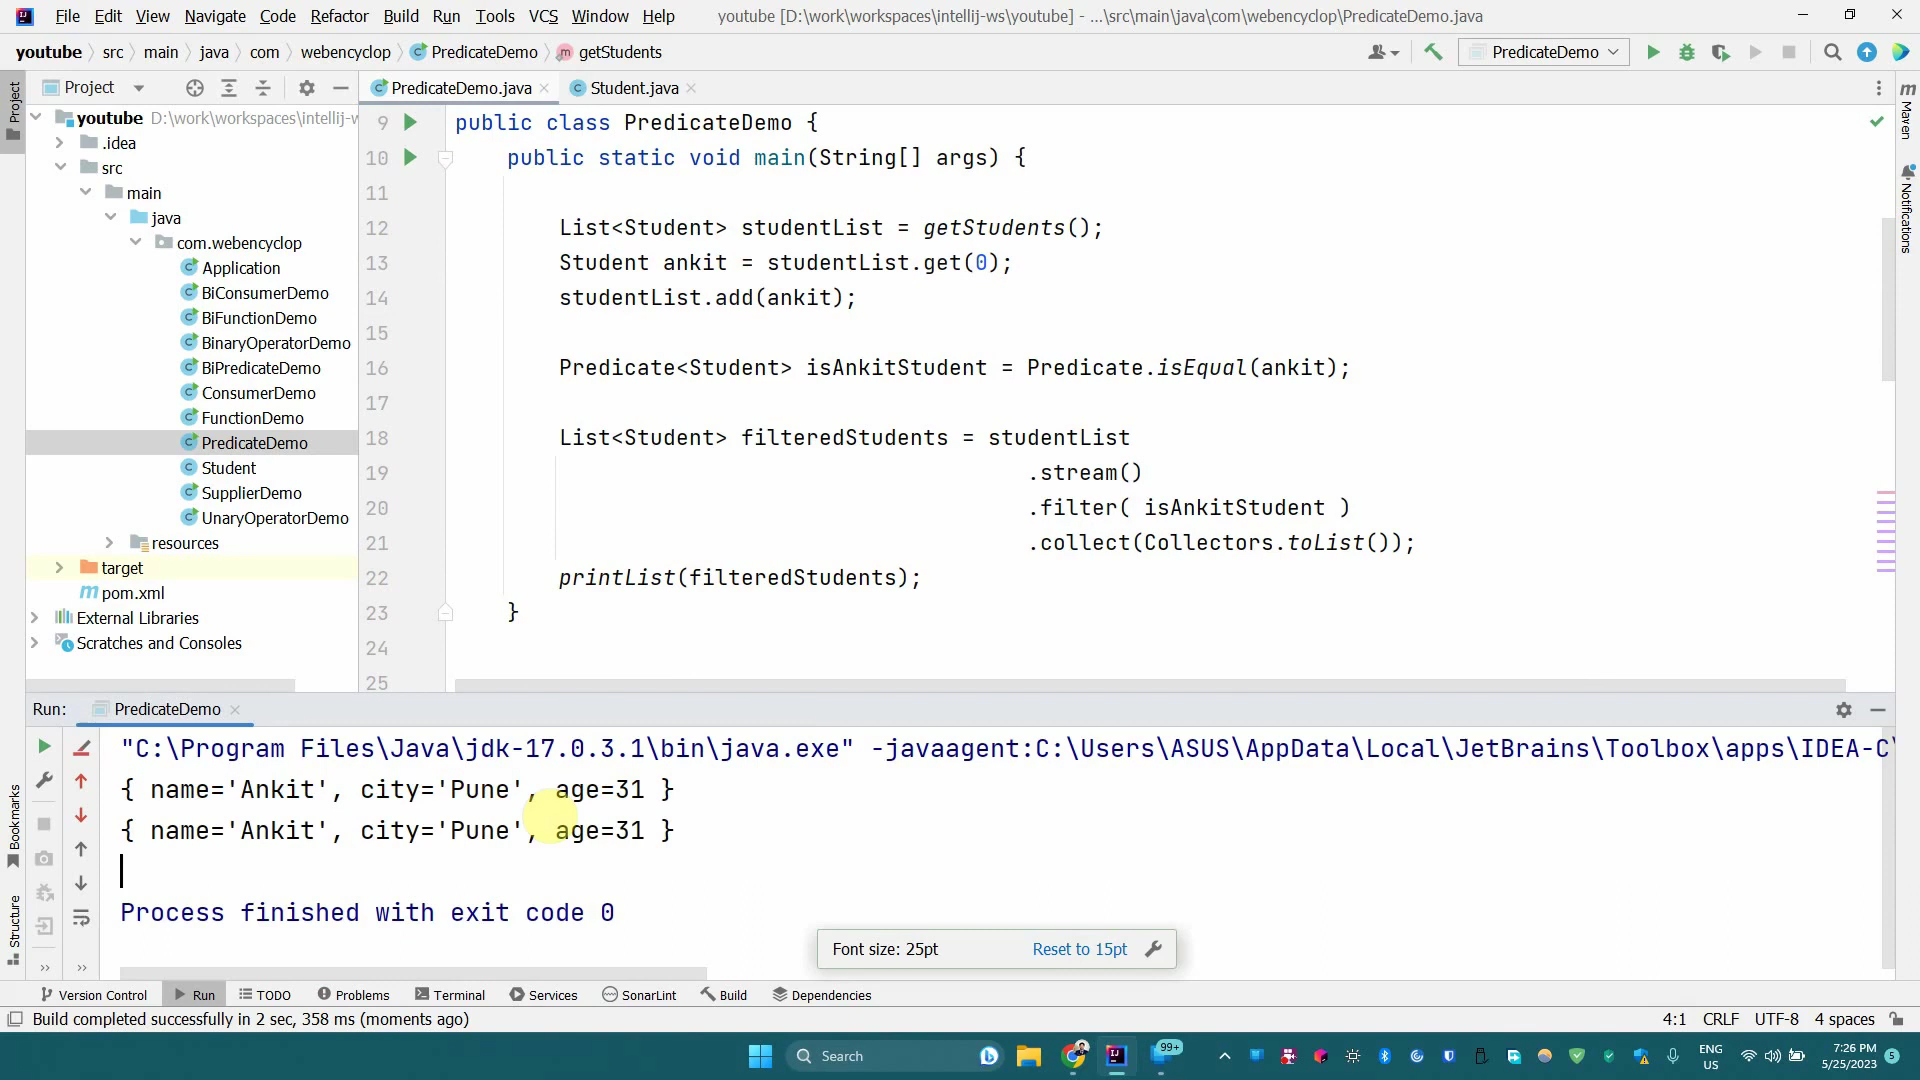 File Edit View Navigate Code Refactor Build Run Tools VCS Window Help youtube [D:\work\workspaces\intellij-ws\youtube] - ...\src\main\java\com\webencyclop\PredicateDemo.java
youtube src main java com webencyclop PredicateDemo m getStudents PredicateDemo
Project PredicateDemo.java Student.java
Project
youtube D:\work\workspaces\intellij-w
.idea
src
main
java
com.webencyclop
Application
BiConsumerDemo
BiFunctionDemo
BinaryOperatorDemo
BiPredicateDemo
ConsumerDemo
FunctionDemo
PredicateDemo
Student
SupplierDemo
UnaryOperatorDemo
resources
target
m pom.xml
External Libraries
Scratches and Consoles
9 public class PredicateDemo {
10 public static void main(String[] args) {
11
12 List<Student> studentList = getStudents();
13 Student ankit = studentList.get(0);
14 studentList.add(ankit);
15
16 Predicate<Student> isAnkitStudent = Predicate.isEqual(ankit);
17
18 List<Student> filteredStudents = studentList
19 .stream()
20 .filter( isAnkitStudent )
21 .collect(Collectors.toList());
22 printList(filteredStudents);
23 }
24
25
m Maven
Notifications
Run: PredicateDemo
"C:\Program Files\Java\jdk-17.0.3.1\bin\java.exe" -javaagent:C:\Users\ASUS\AppData\Local\JetBrains\Toolbox\apps\IDEA-C\
{ name='Ankit', city='Pune', age=31 }
{ name='Ankit', city='Pune', age=31 }
Process finished with exit code 0
Font size: 25pt Reset to 15pt
Bookmarks
Structure
Version Control Run TODO Problems Terminal Services SonarLint Build Dependencies
Build completed successfully in 2 sec, 358 ms (moments ago) 4:1 CRLF UTF-8 4 spaces
Search 99+ ENG US 7:26 PM 5/25/2023 5